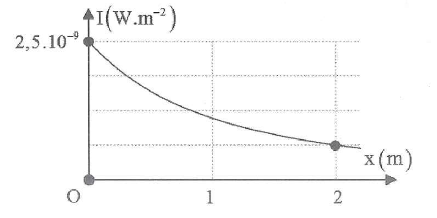 I(W.m⁻²)
2,5.10⁻⁹
x(m)
O 1 2